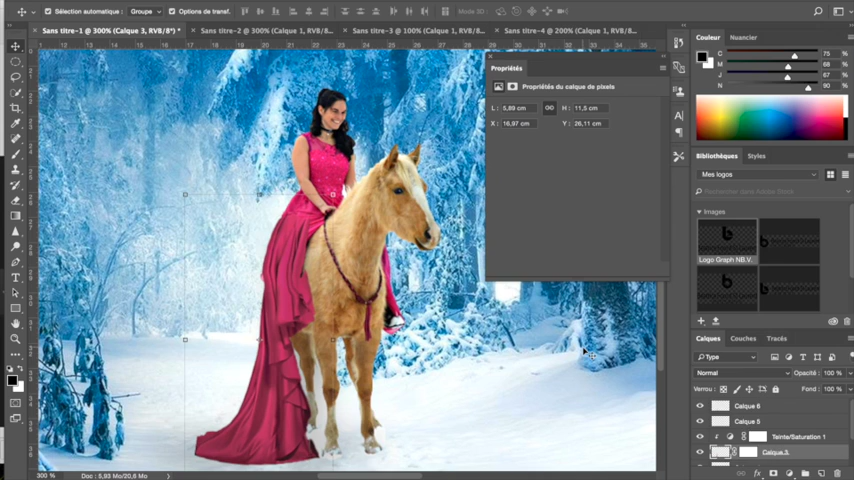 Sélection auto. : Groupe Options de transf. Mode 3D :
Sans titre-1 @ 300% (Calque 3, RVB/8*) * Sans titre-2 @ 300% (Calque 1, RVB/8... Sans titre-3 @ 100% (Calque 1, RVB/8... Sans titre-4 @ 200% (Calque 1, RVB/8...
Propriétés
Propriétés du calque de pixels
L : 5,89 cm H : 11,5 cm
X : 16,97 cm Y : 26,11 cm
Couleur Nuancier
C 75
M 68
J 67
N 90
Bibliothèques Styles
Mes logos
Rechercher dans Adobe Stock
Images
Logo Graph NB.V.
Calques Couches Tracés
Type
Normal Opacité : 100 %
Verrou : Fond : 100 %
Calque 6
Calque 5
Teinte/Saturation 1
Calque 3
300 % Doc : 5,93 Mo/20,6 Mo